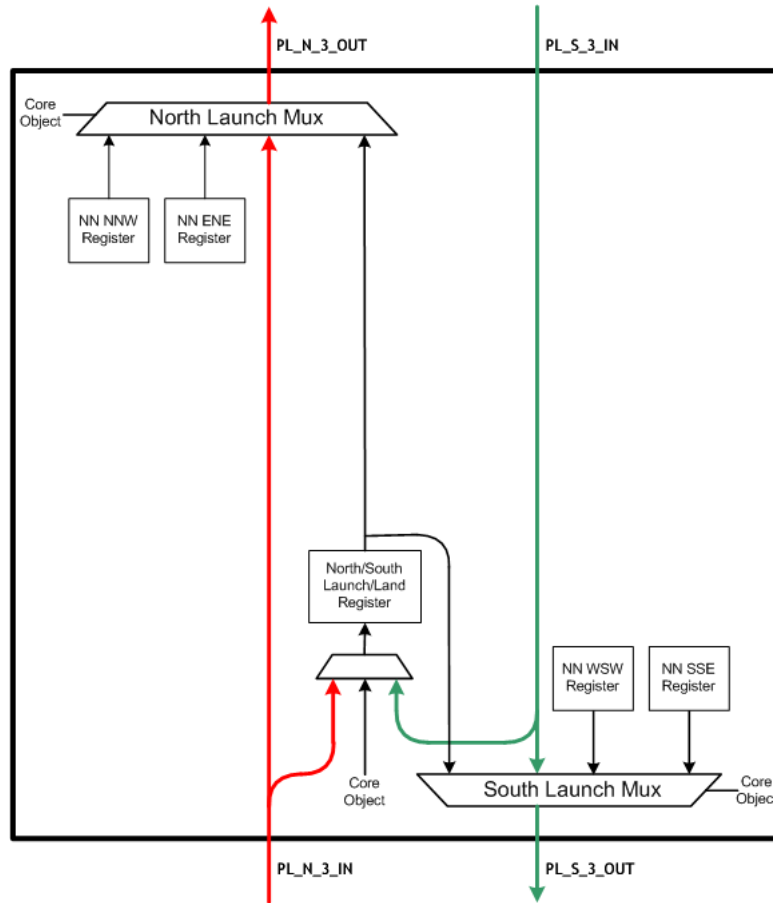 PL_N_3_OUT
PL_S_3_IN
Core
Object
North Launch Mux
NN NNW
Register
NN ENE
Register
North/South
Launch/Land
Register
NN WSW
Register
NN SSE
Register
Core
Object
South Launch Mux
Core
Object
PL_N_3_IN
PL_S_3_OUT